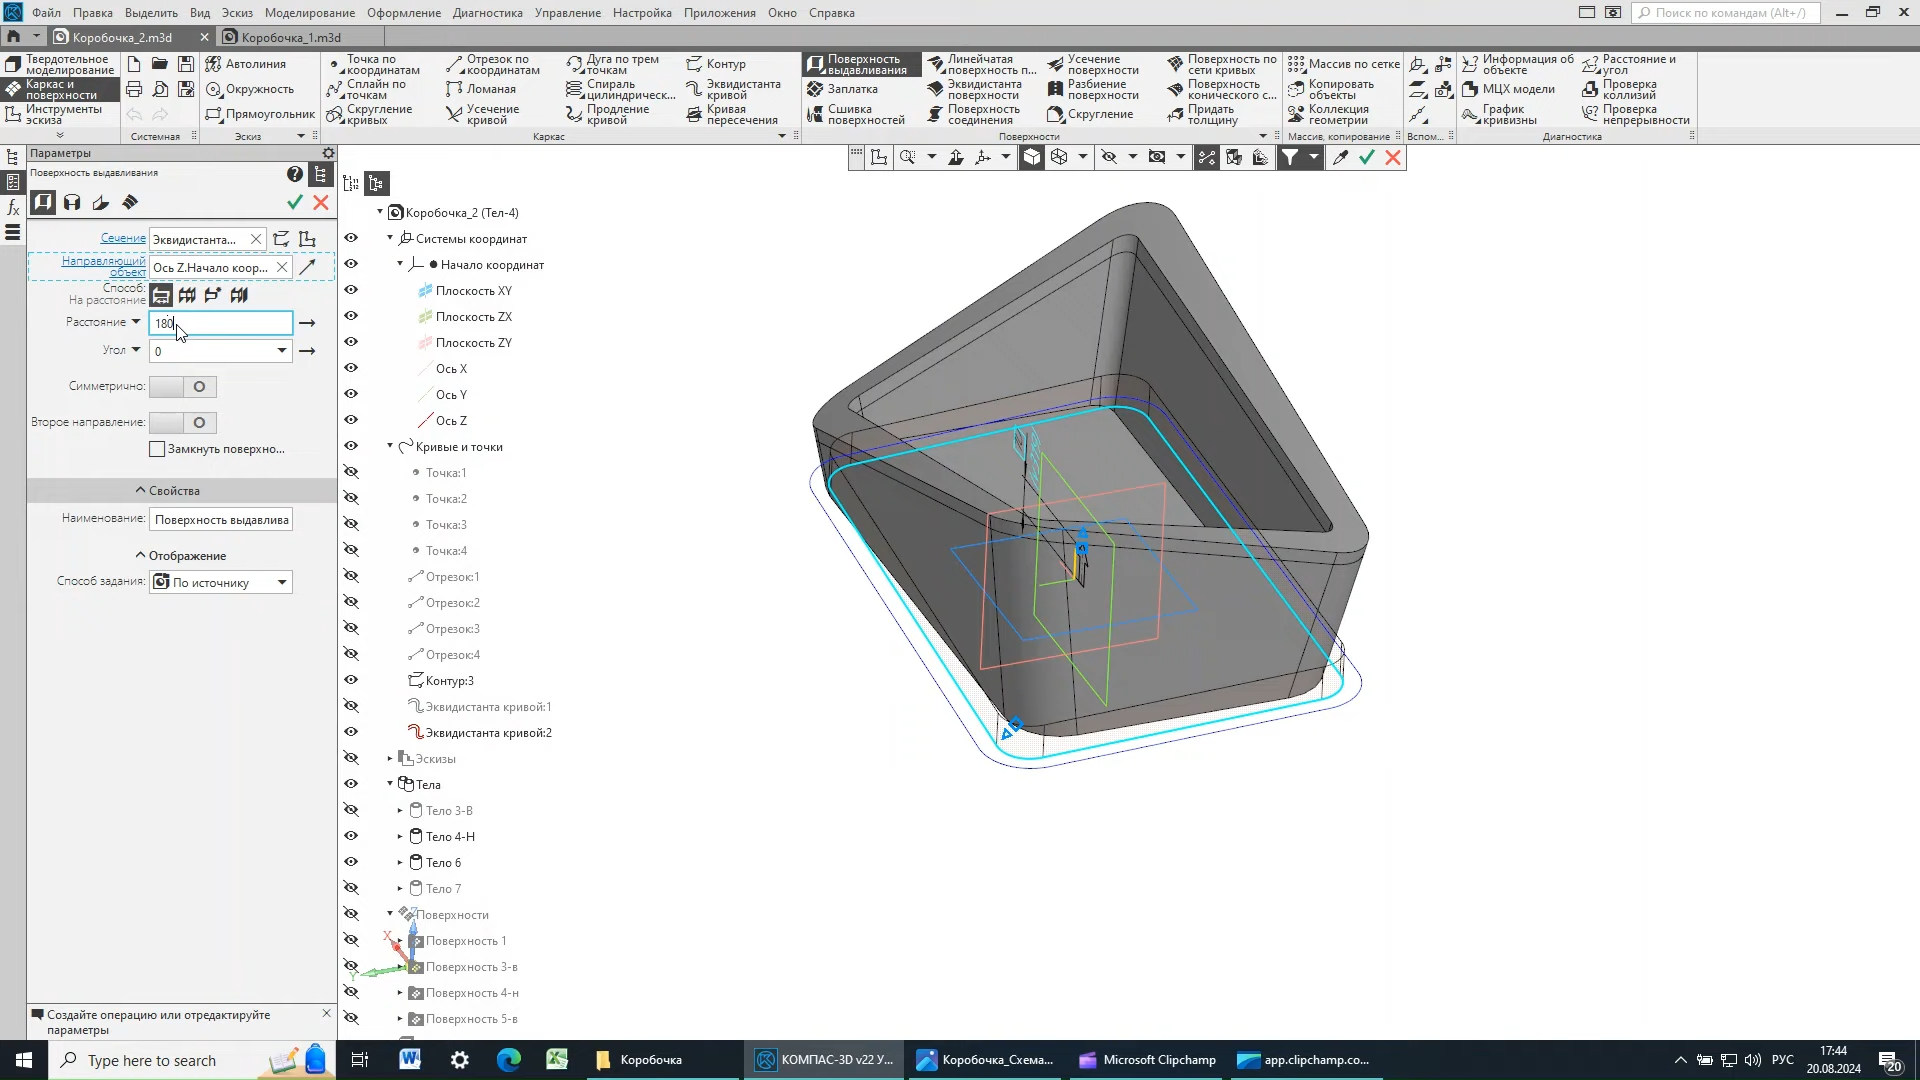 Файл Правка Выделить Вид Эскиз Моделирование Оформление Диагностика Управление Настройка Приложения Окно Справка Поиск по командам (Alt+/)
Коробочка_2.m3d Коробочка_1.m3d
Твердотельное моделирование
Каркас и поверхности
Инструменты эскиза
Системная
Автолиния
Окружность
Прямоугольник
Эскиз
Точка по координатам
Сплайн по точкам
Скругление кривых
Отрезок по координатам
Ломаная
Усечение кривой
Дуга по трем точкам
Спираль цилиндрическ...
Продление кривой
Контур
Эквидистанта кривой
Кривая пересечения
Каркас
Поверхность выдавливания
Заплатка
Сшивка поверхностей
Линейчатая поверхность п...
Эквидистанта поверхности
Поверхность соединения
Усечение поверхности
Разбиение поверхности
Скругление
Поверхность по сети кривых
Поверхность конического с...
Придать толщину
Поверхности
Массив по сетке
Копировать объекты
Коллекция геометрии
Массив, копирование
Вспом...
Информация об объекте
МЦХ модели
График кривизны
Расстояние и угол
Проверка коллизий
Проверка непрерывности
Диагностика
Параметры
Поверхность выдавливания
Сечение Эквидистанта...
Направляющий объект Ось Z.Начало коор...
Способ:
На расстояние
Расстояние 180
Угол 0
Симметрично:
Второе направление:
Замкнуть поверхно...
Свойства
Наименование: Поверхность выдавлива
Отображение
Способ задания: По источнику
Создайте операцию или отредактируйте параметры
Коробочка_2 (Тел-4)
Системы координат
Начало координат
Плоскость XY
Плоскость ZX
Плоскость ZY
Ось X
Ось Y
Ось Z
Кривые и точки
Точка:1
Точка:2
Точка:3
Точка:4
Отрезок:1
Отрезок:2
Отрезок:3
Отрезок:4
Контур:3
Эквидистанта кривой:1
Эквидистанта кривой:2
Эскизы
Тела
Тело 3-В
Тело 4-Н
Тело 6
Тело 7
Поверхности
Поверхность 1
Поверхность 3-в
Поверхность 4-н
Поверхность 5-в
Z
X
Y
Type here to search
Коробочка
КОМПАС-3D v22 У...
Коробочка_Схема...
Microsoft Clipchamp
app.clipchamp.co...
РУС
17:44
20.08.2024
20